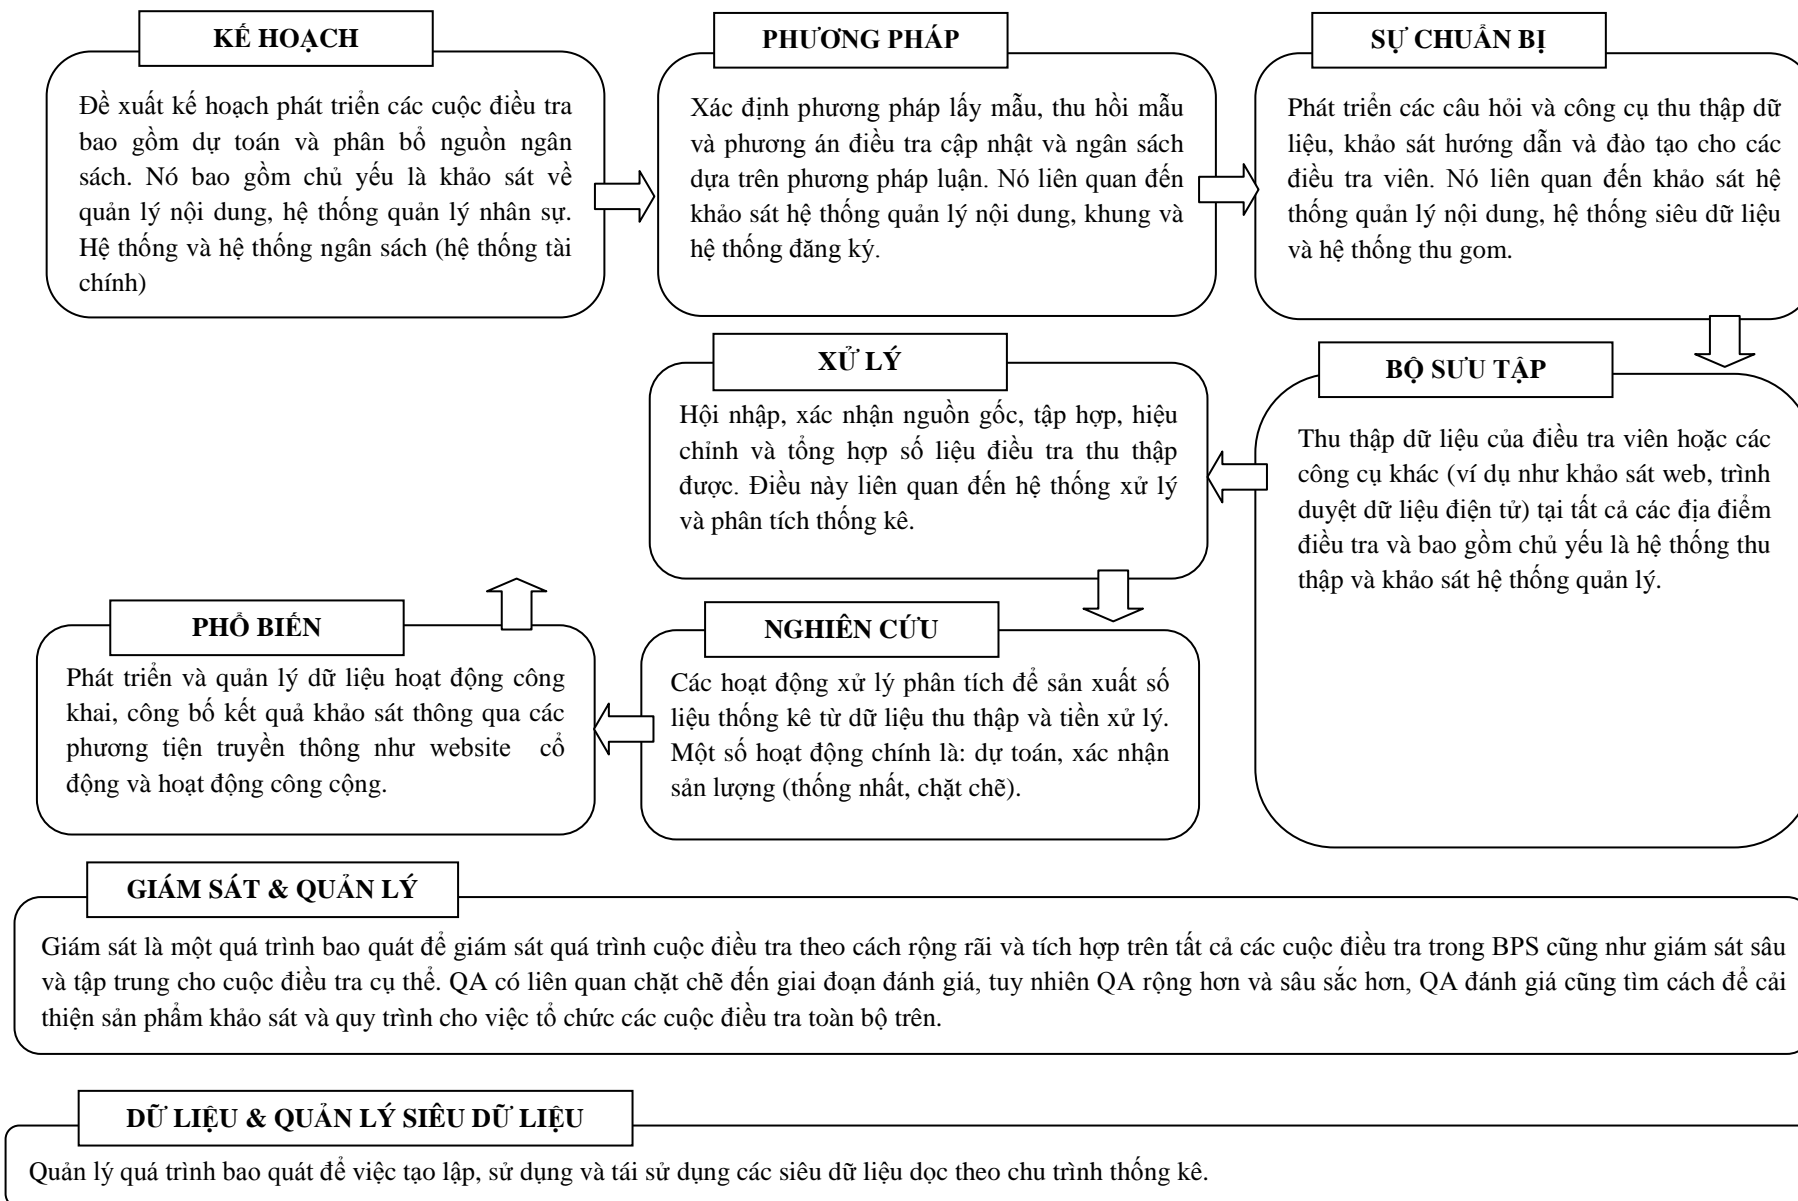 KẾ HOẠCH
Đề xuất kế hoạch phát triển các cuộc điều tra
bao gồm dự toán và phân bổ nguồn ngân
sách. Nó bao gồm chủ yếu là khảo sát về
quản lý nội dung, hệ thống quản lý nhân sự.
Hệ thống và hệ thống ngân sách (hệ thống tài
chính)
PHƯƠNG PHÁP
Xác định phương pháp lấy mẫu, thu hồi mẫu
và phương án điều tra cập nhật và ngân sách
dựa trên phương pháp luận. Nó liên quan đến
khảo sát hệ thống quản lý nội dung, khung và
hệ thống đăng ký.
SỰ CHUẨN BỊ
Phát triển các câu hỏi và công cụ thu thập dữ
liệu, khảo sát hướng dẫn và đào tạo cho các
điều tra viên. Nó liên quan đến khảo sát hệ
thống quản lý nội dung, hệ thống siêu dữ liệu
và hệ thống thu gom.
BỘ SƯU TẬP
Thu thập dữ liệu của điều tra viên hoặc các
công cụ khác (ví dụ như khảo sát web, trình
duyệt dữ liệu điện tử) tại tất cả các địa điểm
điều tra và bao gồm chủ yếu là hệ thống thu
thập và khảo sát hệ thống quản lý.
XỬ LÝ
Hội nhập, xác nhận nguồn gốc, tập hợp, hiệu
chỉnh và tổng hợp số liệu điều tra thu thập
được. Điều này liên quan đến hệ thống xử lý
và phân tích thống kê.
NGHIÊN CỨU
Các hoạt động xử lý phân tích để sản xuất số
liệu thống kê từ dữ liệu thu thập và tiền xử lý.
Một số hoạt động chính là: dự toán, xác nhận
sản lượng (thống nhất, chặt chẽ).
PHỔ BIẾN
Phát triển và quản lý dữ liệu hoạt động công
khai, công bố kết quả khảo sát thông qua các
phương tiện truyền thông như website cổ
động và hoạt động công cộng.
GIÁM SÁT & QUẢN LÝ
Giám sát là một quá trình bao quát để giám sát quá trình cuộc điều tra theo cách rộng rãi và tích hợp trên tất cả các cuộc điều tra trong BPS cũng như giám sát sâu
và tập trung cho cuộc điều tra cụ thể. QA có liên quan chặt chẽ đến giai đoạn đánh giá, tuy nhiên QA rộng hơn và sâu sắc hơn, QA đánh giá cũng tìm cách để cải
thiện sản phẩm khảo sát và quy trình cho việc tổ chức các cuộc điều tra toàn bộ trên.
DỮ LIỆU & QUẢN LÝ SIÊU DỮ LIỆU
Quản lý quá trình bao quát để việc tạo lập, sử dụng và tái sử dụng các siêu dữ liệu dọc theo chu trình thống kê.